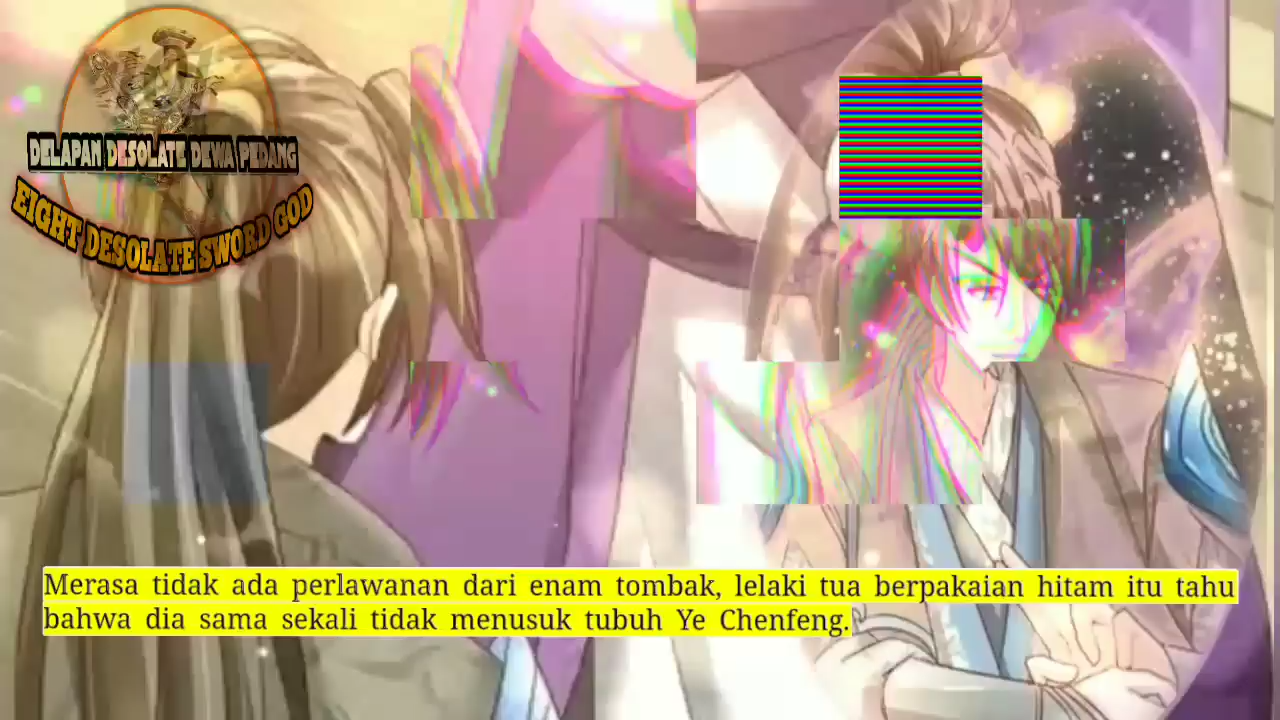 DELAPAN DESOLATE DEWA PEDANG
EIGHT DESOLATE SWORD GOD
Merasa tidak ada perlawanan dari enam tombak, lelaki tua berpakaian hitam itu tahu
bahwa dia sama sekali tidak menusuk tubuh Ye Chenfeng.